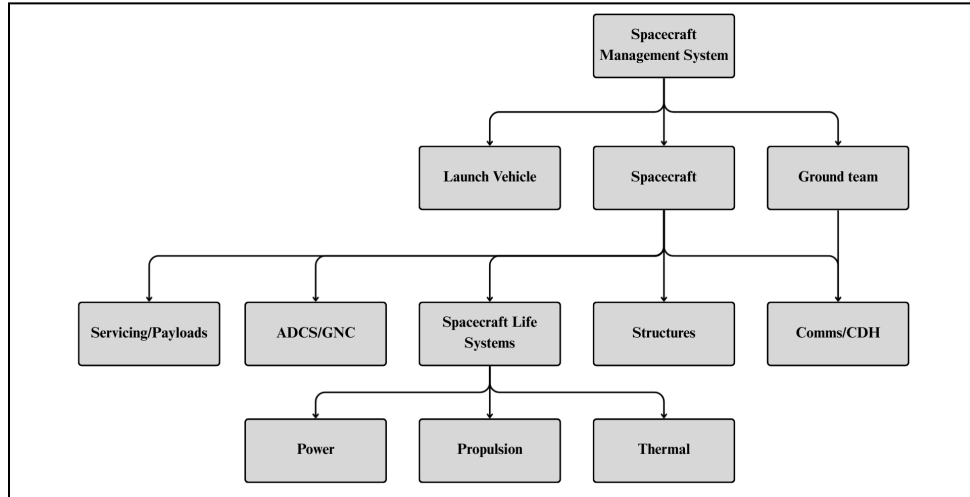 Spacecraft
Management System
Launch Vehicle
Spacecraft
Ground team
Servicing/Payloads
ADCS/GNC
Spacecraft Life
Systems
Structures
Comms/CDH
Power
Propulsion
Thermal